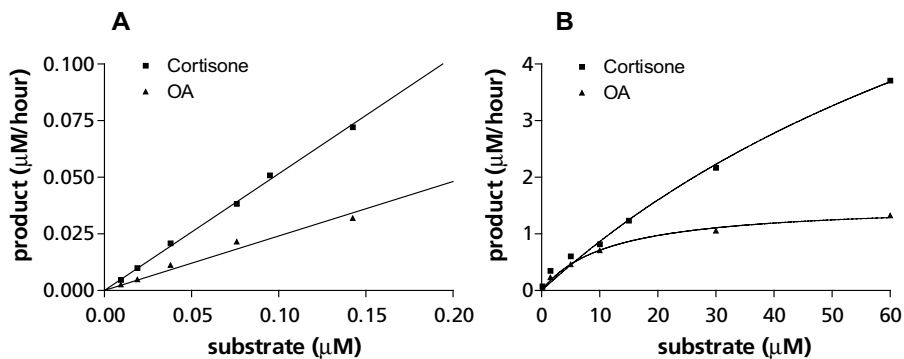 A
Cortisone
OA
0.100
0.075
0.050
0.025
0.000
product (µM/hour)
0.00 0.05 0.10 0.15 0.20
substrate (µM)
B
Cortisone
OA
4
3
2
1
0
product (µM/hour)
0 10 20 30 40 50 60
substrate (µM)